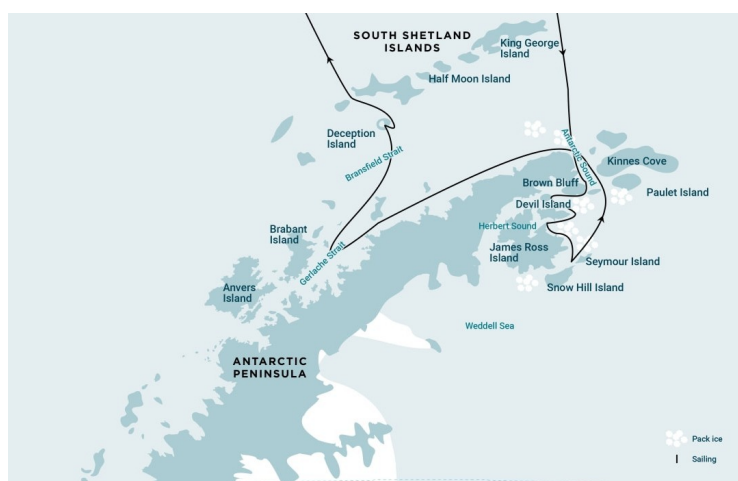 SOUTH SHETLAND
ISLANDS
King George
Island
Half Moon Island
Deception
Island
Bransfield Strait
Antarctic Sound
Kinnes Cove
Brown Bluff
Paulet Island
Devil Island
Herbert Sound
Brabant
Island
James Ross
Island
Gerlache Strait
Seymour Island
Anvers
Island
Snow Hill Island
Weddell Sea
ANTARCTIC
PENINSULA
Pack ice
Sailing